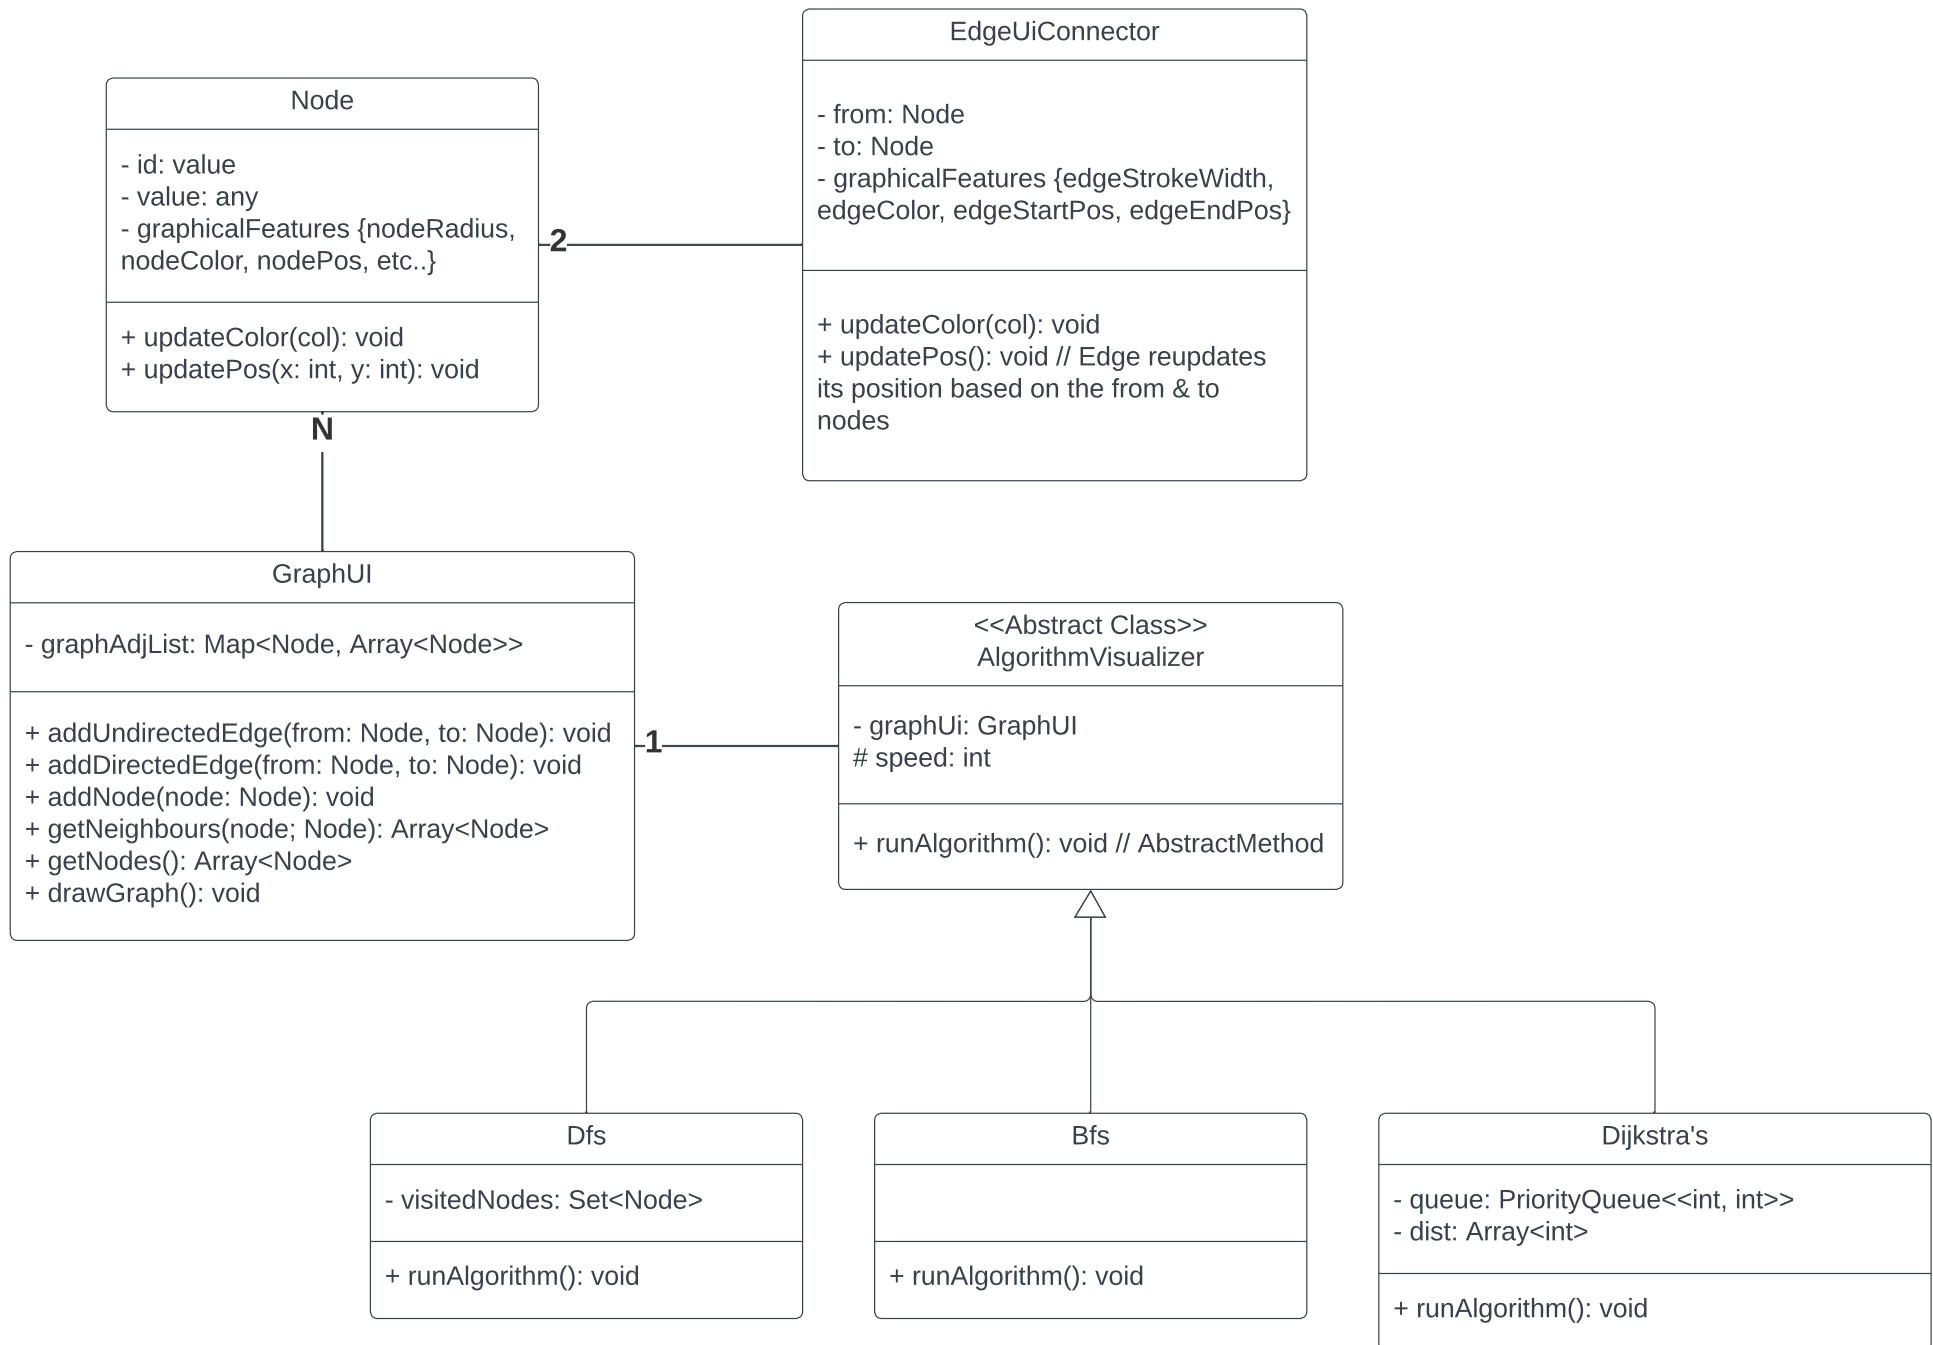 EdgeUiConnector
- from: Node
- to: Node
- graphicalFeatures {edgeStrokeWidth,
edgeColor, edgeStartPos, edgeEndPos}
+ updateColor(col): void
+ updatePos(): void // Edge reupdates
its position based on the from & to
nodes
Node
- id: value
- value: any
- graphicalFeatures {nodeRadius,
nodeColor, nodePos, etc..}
+ updateColor(col): void
+ updatePos(x: int, y: int): void
2
N
GraphUI
- graphAdjList: Map<Node, Array<Node>>
+ addUndirectedEdge(from: Node, to: Node): void
+ addDirectedEdge(from: Node, to: Node): void
+ addNode(node: Node): void
+ getNeighbours(node; Node): Array<Node>
+ getNodes(): Array<Node>
+ drawGraph(): void
1
<<Abstract Class>>
AlgorithmVisualizer
- graphUi: GraphUI
# speed: int
+ runAlgorithm(): void // AbstractMethod
Dfs
- visitedNodes: Set<Node>
+ runAlgorithm(): void
Bfs
+ runAlgorithm(): void
Dijkstra's
- queue: PriorityQueue<<int, int>>
- dist: Array<int>
+ runAlgorithm(): void